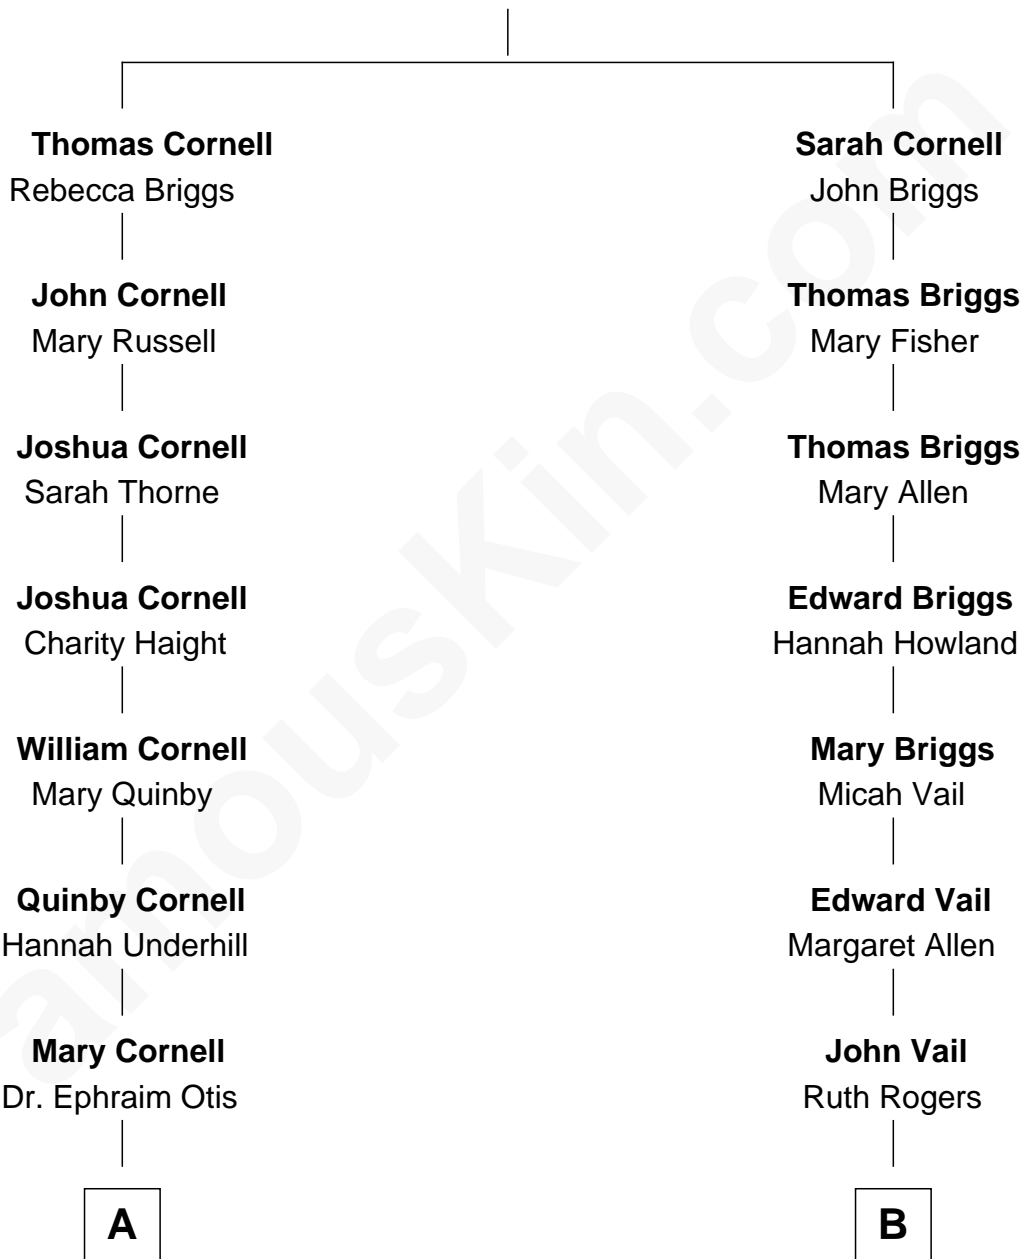 Thomas Cornell
Rebecca Briggs
John Cornell
Mary Russell
Joshua Cornell
Sarah Thorne
Joshua Cornell
Charity Haight
William Cornell
Mary Quinby
Quinby Cornell
Hannah Underhill
Mary Cornell
Dr. Ephraim Otis
A
Sarah Cornell
John Briggs
Thomas Briggs
Mary Fisher
Thomas Briggs
Mary Allen
Edward Briggs
Hannah Howland
Mary Briggs
Micah Vail
Edward Vail
Margaret Allen
John Vail
Ruth Rogers
B
amouskin.com